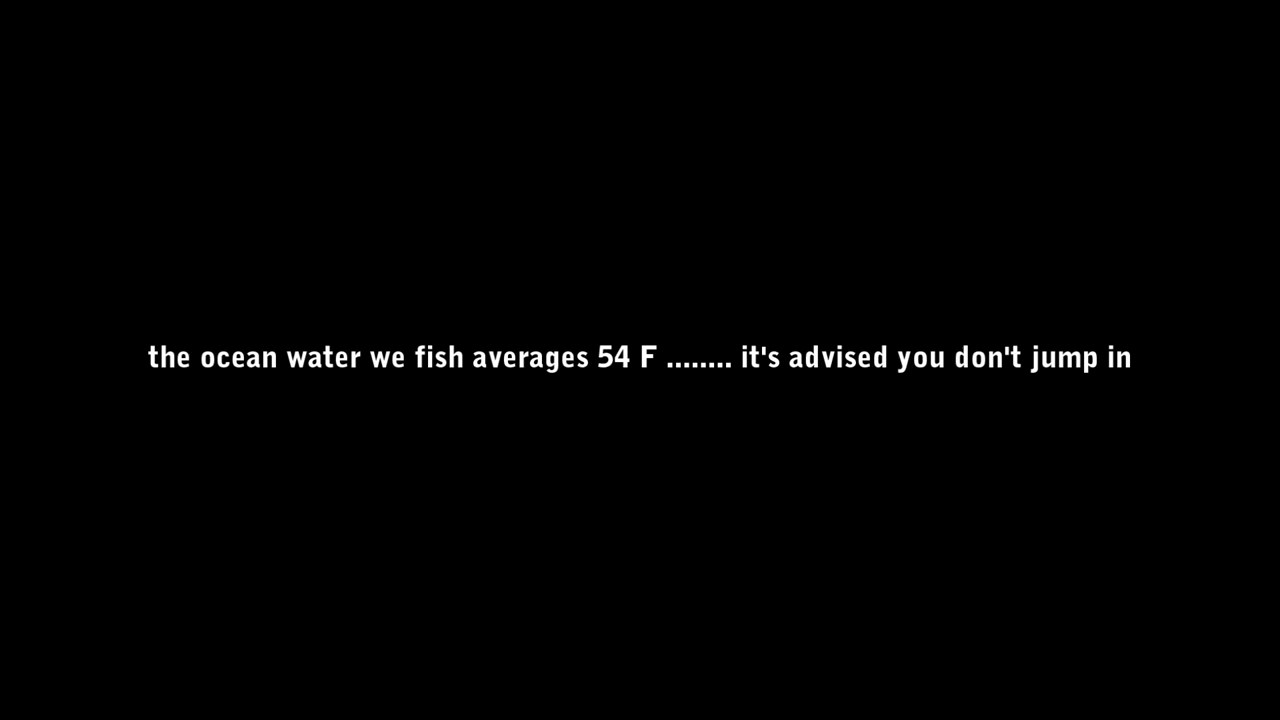 the ocean water we fish averages 54 F ........ it's advised you don't jump in